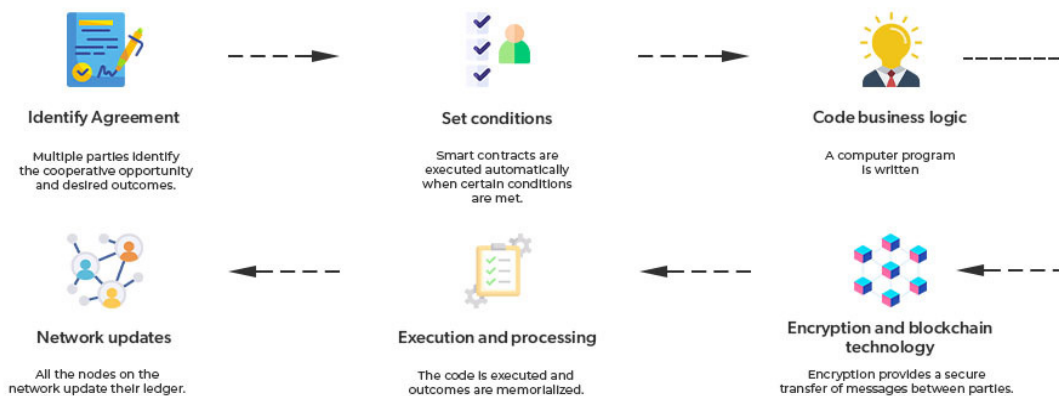 Identify Agreement
Multiple parties identify
the cooperative opportunity
and desired outcomes.
Set conditions
Smart contracts are
executed automatically
when certain conditions
are met.
Code business logic
A computer program
is written
Encryption and blockchain
technology
Encryption provides a secure
transfer of messages between parties.
Execution and processing
The code is executed and
outcomes are memorialized.
Network updates
All the nodes on the
network update their ledger.